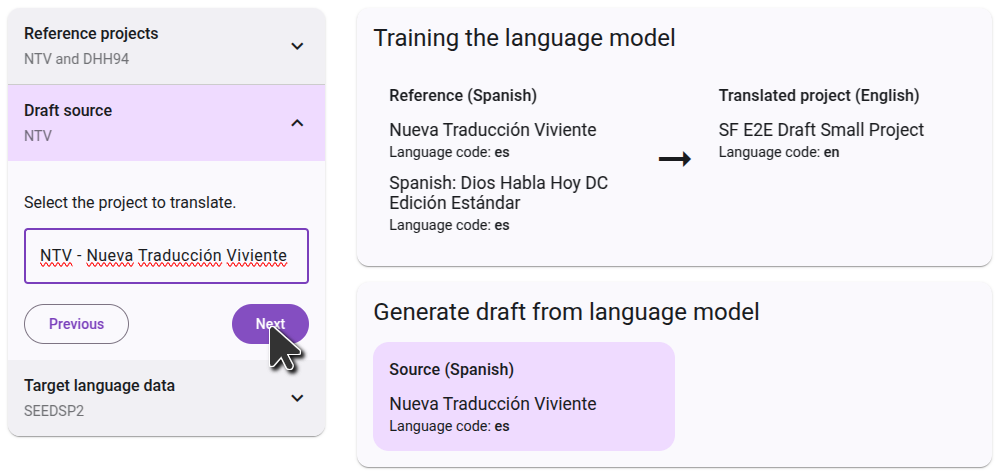 Reference projects
NTV and DHH94
Draft source
NTV
Select the project to translate.
NTV - Nueva Traducción Viviente
Previous
Next
Target language data
SEEDSP2
Training the language model
Reference (Spanish)
Nueva Traducción Viviente
Language code: es
Spanish: Dios Habla Hoy DC
Edición Estándar
Language code: es
Translated project (English)
SF E2E Draft Small Project
Language code: en
Generate draft from language model
Source (Spanish)
Nueva Traducción Viviente
Language code: es